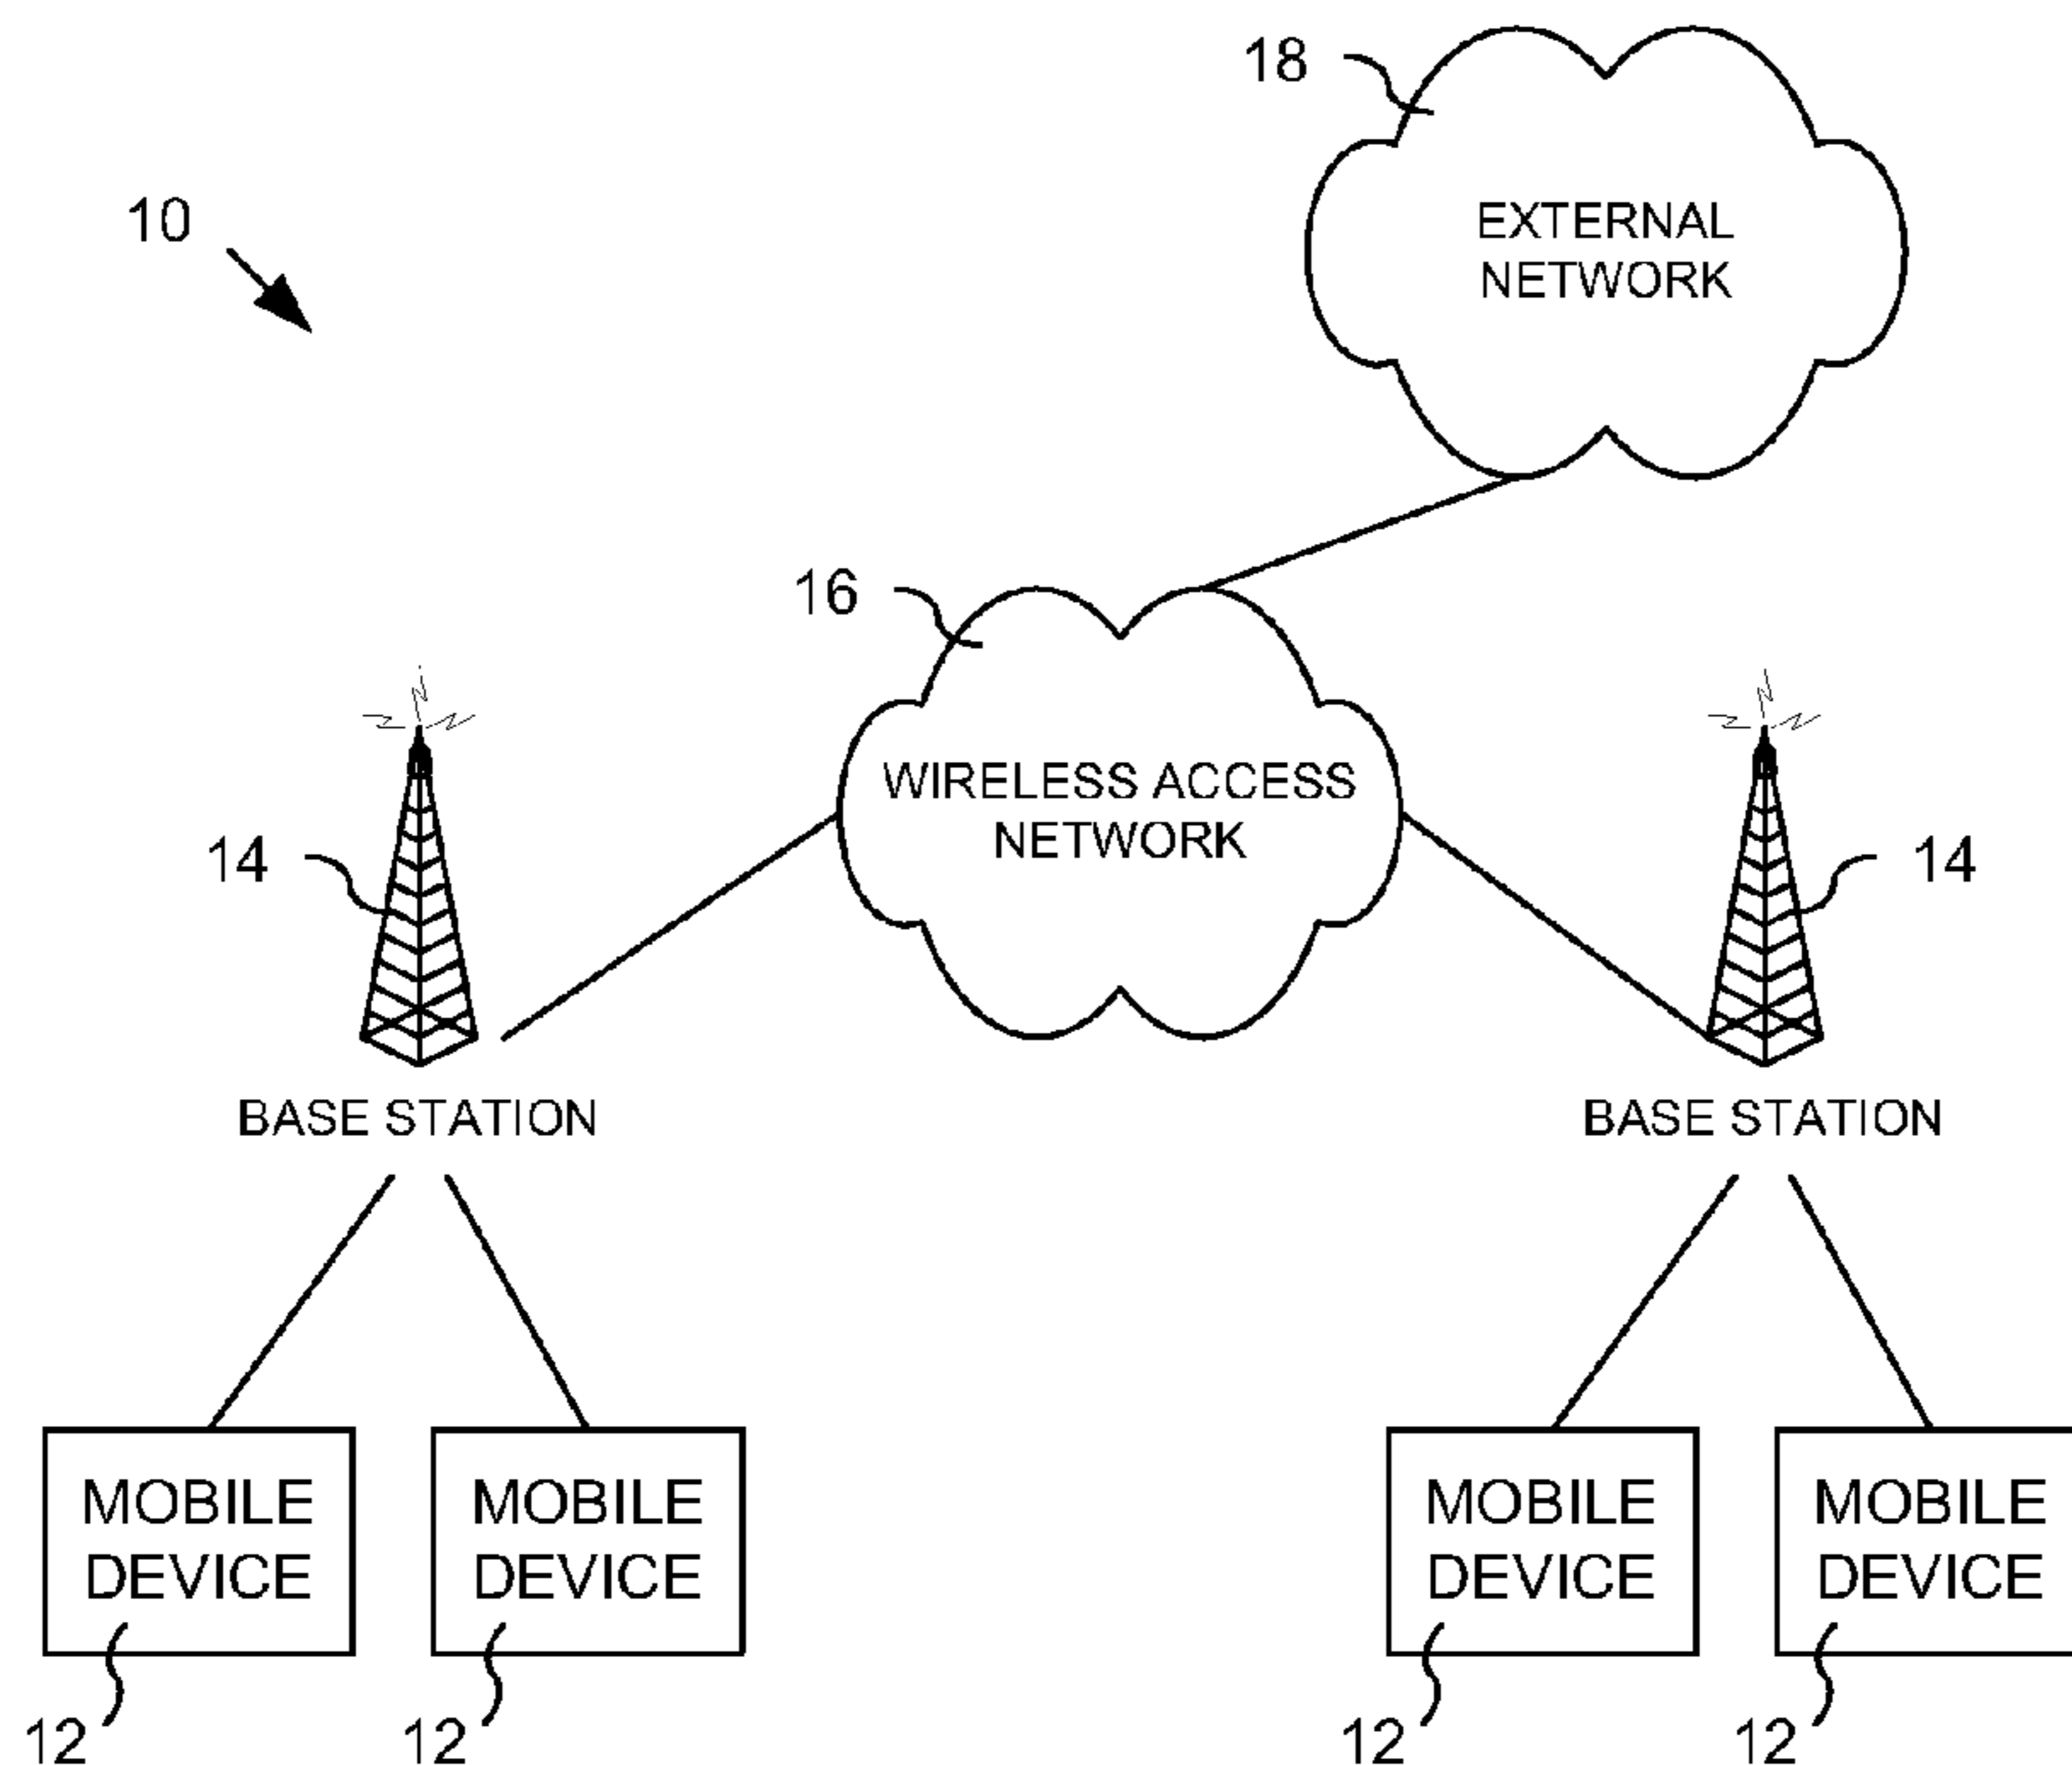 18
EXTERNAL
NETWORK
10
16
WIRELESS ACCESS
NETWORK
14
14
BASE STATION
BASE STATION
MOBILE
DEVICE
MOBILE
DEVICE
MOBILE
DEVICE
MOBILE
DEVICE
12
12
12
12